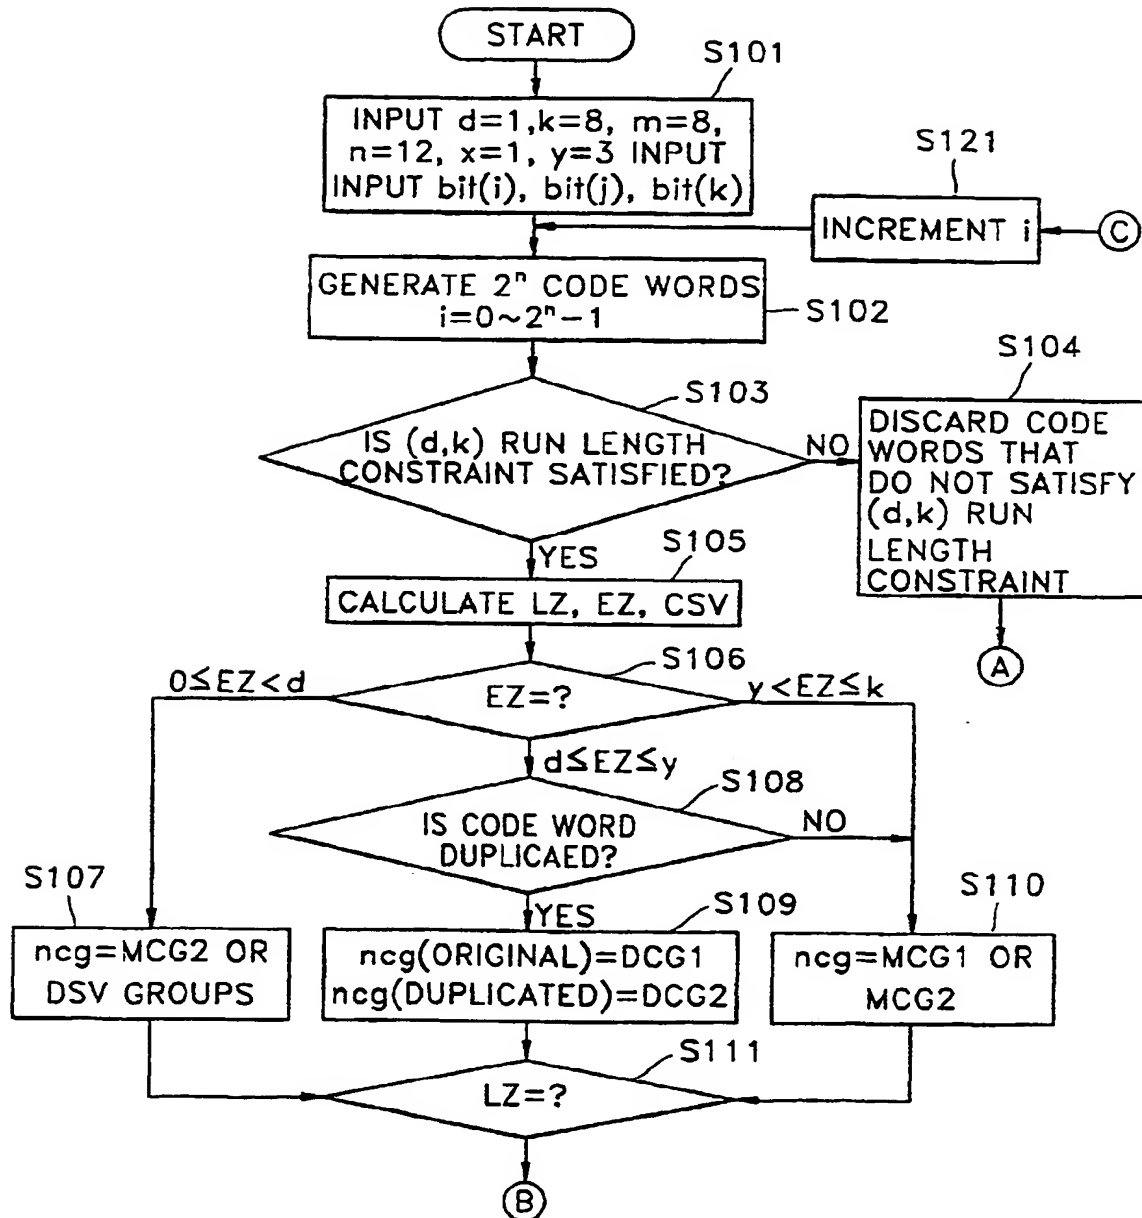 START
S101
INPUT d=1,k=8, m=8,
n=12, x=1, y=3 INPUT
INPUT bit(i), bit(j), bit(k)
S121
INCREMENT i
C
GENERATE 2ⁿ CODE WORDS
i=0~2ⁿ-1
S102
S103
IS (d,k) RUN LENGTH
CONSTRAINT SATISFIED?
NO
S104
DISCARD CODE
WORDS THAT
DO NOT SATISFY
(d,k) RUN
LENGTH
CONSTRAINT
A
YES
S105
CALCULATE LZ, EZ, CSV
S106
EZ=?
0≤EZ<d
y<EZ≤k
d≤EZ≤y
S108
IS CODE WORD
DUPLICAED?
NO
YES
S107
ncg=MCG2 OR
DSV GROUPS
S109
ncg(ORIGINAL)=DCG1
ncg(DUPLICATED)=DCG2
S110
ncg=MCG1 OR
MCG2
S111
LZ=?
B